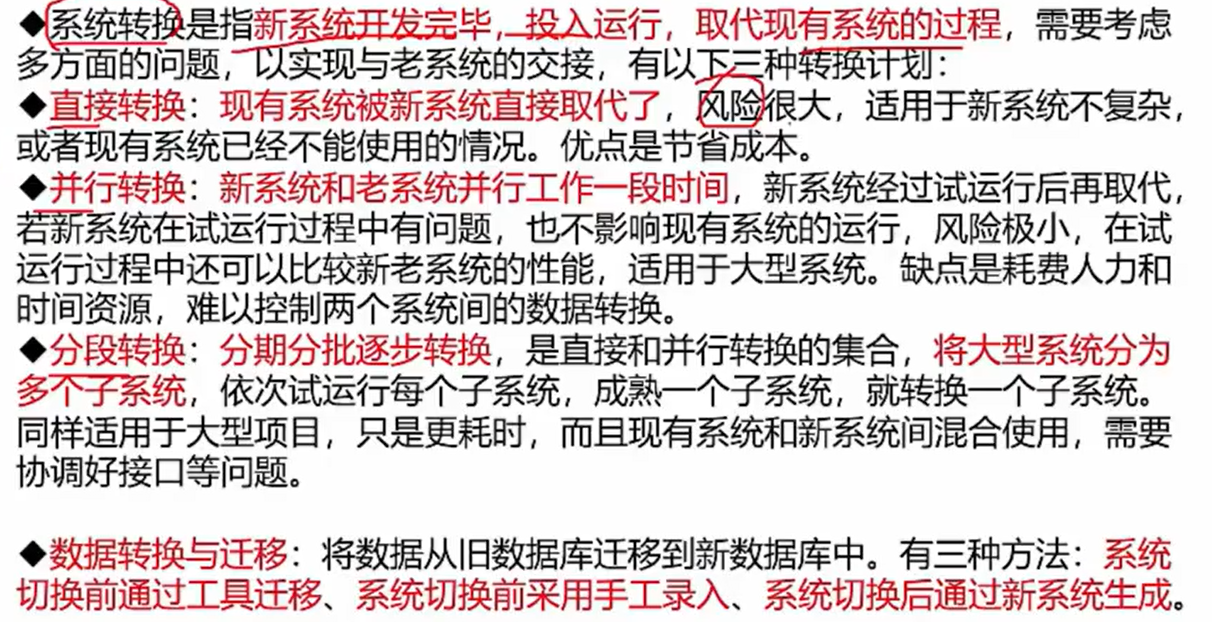 ◆系统转换是指新系统开发完毕，投入运行，取代现有系统的过程，需要考虑
多方面的问题，以实现与老系统的交接，有以下三种转换计划：
◆直接转换：现有系统被新系统直接取代了，风险很大，适用于新系统不复杂，
或者现有系统已经不能使用的情况。优点是节省成本。
◆并行转换：新系统和老系统并行工作一段时间，新系统经过试运行后再取代，
若新系统在试运行过程中有问题，也不影响现有系统的运行，风险极小，在试
运行过程中还可以比较新老系统的性能，适用于大型系统。缺点是耗费人力和
时间资源，难以控制两个系统间的数据转换。
◆分段转换：分期分批逐步转换，是直接和并行转换的集合，将大型系统分为
多个子系统，依次试运行每个子系统，成熟一个子系统，就转换一个子系统。
同样适用于大型项目，只是更耗时，而且现有系统和新系统间混合使用，需要
协调好接口等问题。
◆数据转换与迁移：将数据从旧数据库迁移到新数据库中。有三种方法：系统
切换前通过工具迁移、系统切换前采用手工录入、系统切换后通过新系统生成。